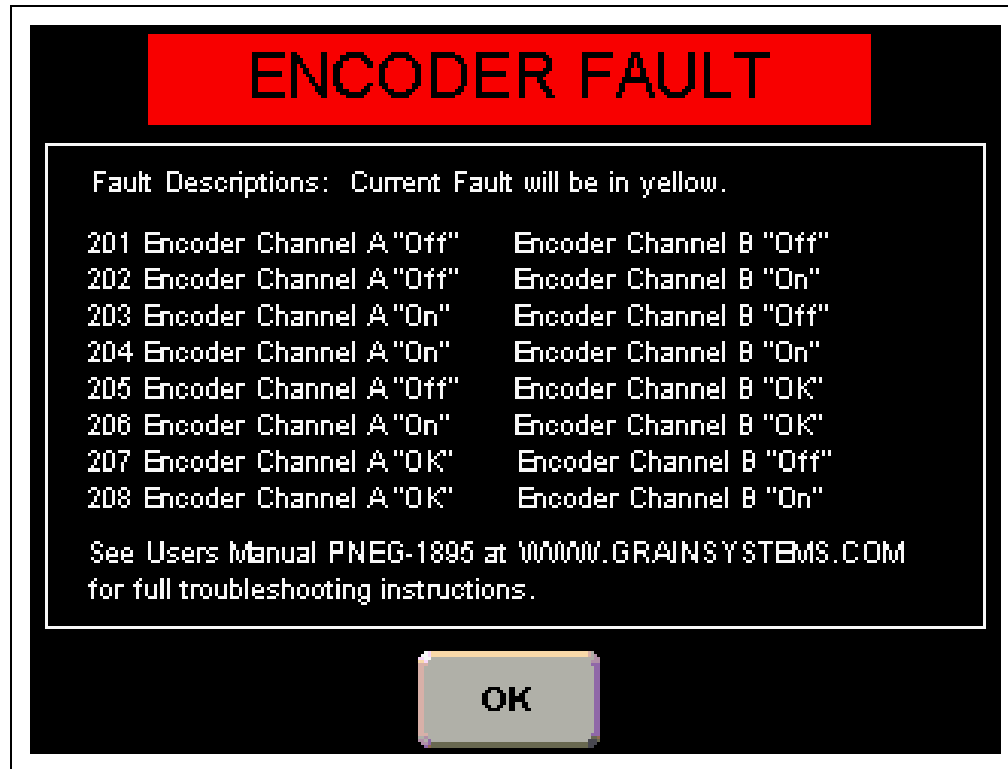 ENCODER FAULT
Fault Descriptions: Current Fault will be in yellow.
201 Encoder Channel A "Off" Encoder Channel B "Off"
202 Encoder Channel A "Off" Encoder Channel B "On"
203 Encoder Channel A "On" Encoder Channel B "Off"
204 Encoder Channel A "On" Encoder Channel B "On"
205 Encoder Channel A "Off" Encoder Channel B "OK"
206 Encoder Channel A "On" Encoder Channel B "OK"
207 Encoder Channel A "OK" Encoder Channel B "Off"
208 Encoder Channel A "OK" Encoder Channel B "On"
See Users Manual PNEG-1895 at WWW.GRAINSYSTEMS.COM
for full troubleshooting instructions.
OK